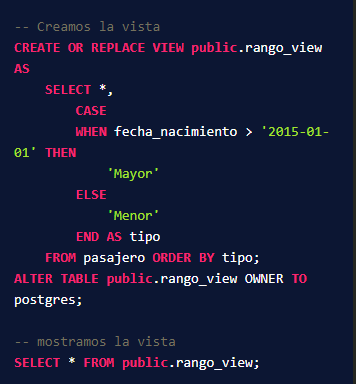 -- Creamos la vista
CREATE OR REPLACE VIEW public.rango_view
AS
    SELECT *,
        CASE
        WHEN fecha_nacimiento > '2015-01-
01' THEN
            'Mayor'
        ELSE
            'Menor'
        END AS tipo
    FROM pasajero ORDER BY tipo;
ALTER TABLE public.rango_view OWNER TO
postgres;

-- mostramos la vista
SELECT * FROM public.rango_view;